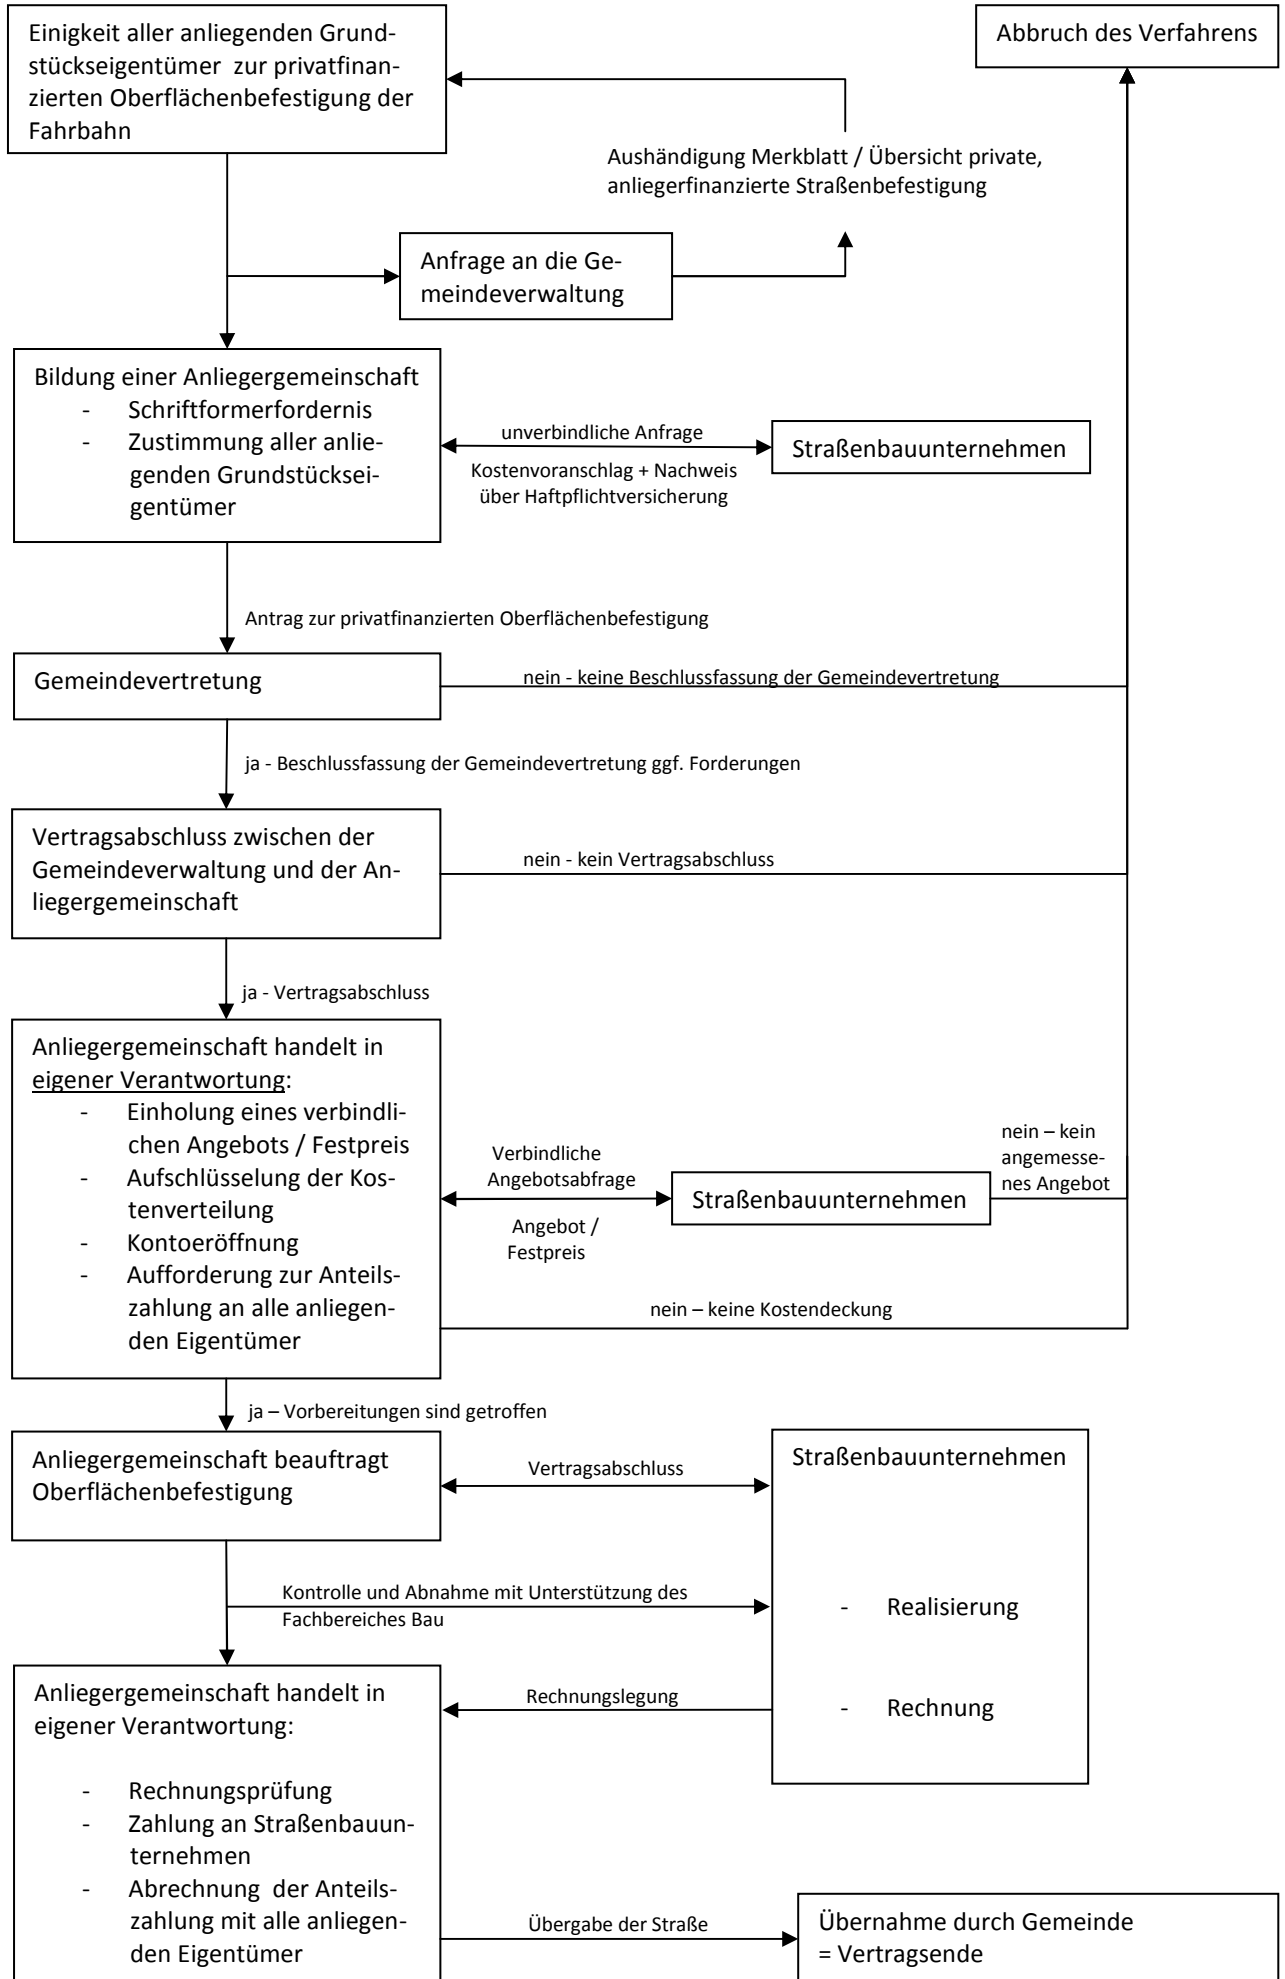 Einigkeit aller anliegenden Grund-
stückseigentümer  zur privatfinan-
zierten Oberflächenbefestigung der
Fahrbahn
Abbruch des Verfahrens
Aushändigung Merkblatt / Übersicht private,
anliegerfinanzierte Straßenbefestigung
Anfrage an die Ge-
meindeverwaltung
Bildung einer Anliegergemeinschaft
- Schriftformerfordernis
- Zustimmung aller anlie-
genden Grundstücksei-
gentümer
unverbindliche Anfrage
Kostenvoranschlag + Nachweis
über Haftpflichtversicherung
Straßenbauunternehmen
Antrag zur privatfinanzierten Oberflächenbefestigung
Gemeindevertretung
nein - keine Beschlussfassung der Gemeindevertretung
ja - Beschlussfassung der Gemeindevertretung ggf. Forderungen
Vertragsabschluss zwischen der
Gemeindeverwaltung und der An-
liegergemeinschaft
nein - kein Vertragsabschluss
ja - Vertragsabschluss
Anliegergemeinschaft handelt in
eigener Verantwortung:
- Einholung eines verbindli-
chen Angebots / Festpreis
- Aufschlüsselung der Kos-
tenverteilung
- Kontoeröffnung
- Aufforderung zur Anteils-
zahlung an alle anliegen-
den Eigentümer
Verbindliche
Angebotsabfrage
Angebot /
Festpreis
Straßenbauunternehmen
nein – kein
angemesse-
nes Angebot
nein – keine Kostendeckung
ja – Vorbereitungen sind getroffen
Anliegergemeinschaft beauftragt
Oberflächenbefestigung
Vertragsabschluss
Straßenbauunternehmen
- Realisierung
- Rechnung
Kontrolle und Abnahme mit Unterstützung des
Fachbereiches Bau
Rechnungslegung
Anliegergemeinschaft handelt in
eigener Verantwortung:
- Rechnungsprüfung
- Zahlung an Straßenbauun-
ternehmen
- Abrechnung  der Anteils-
zahlung mit alle anliegen-
den Eigentümer
Übergabe der Straße
Übernahme durch Gemeinde
= Vertragsende